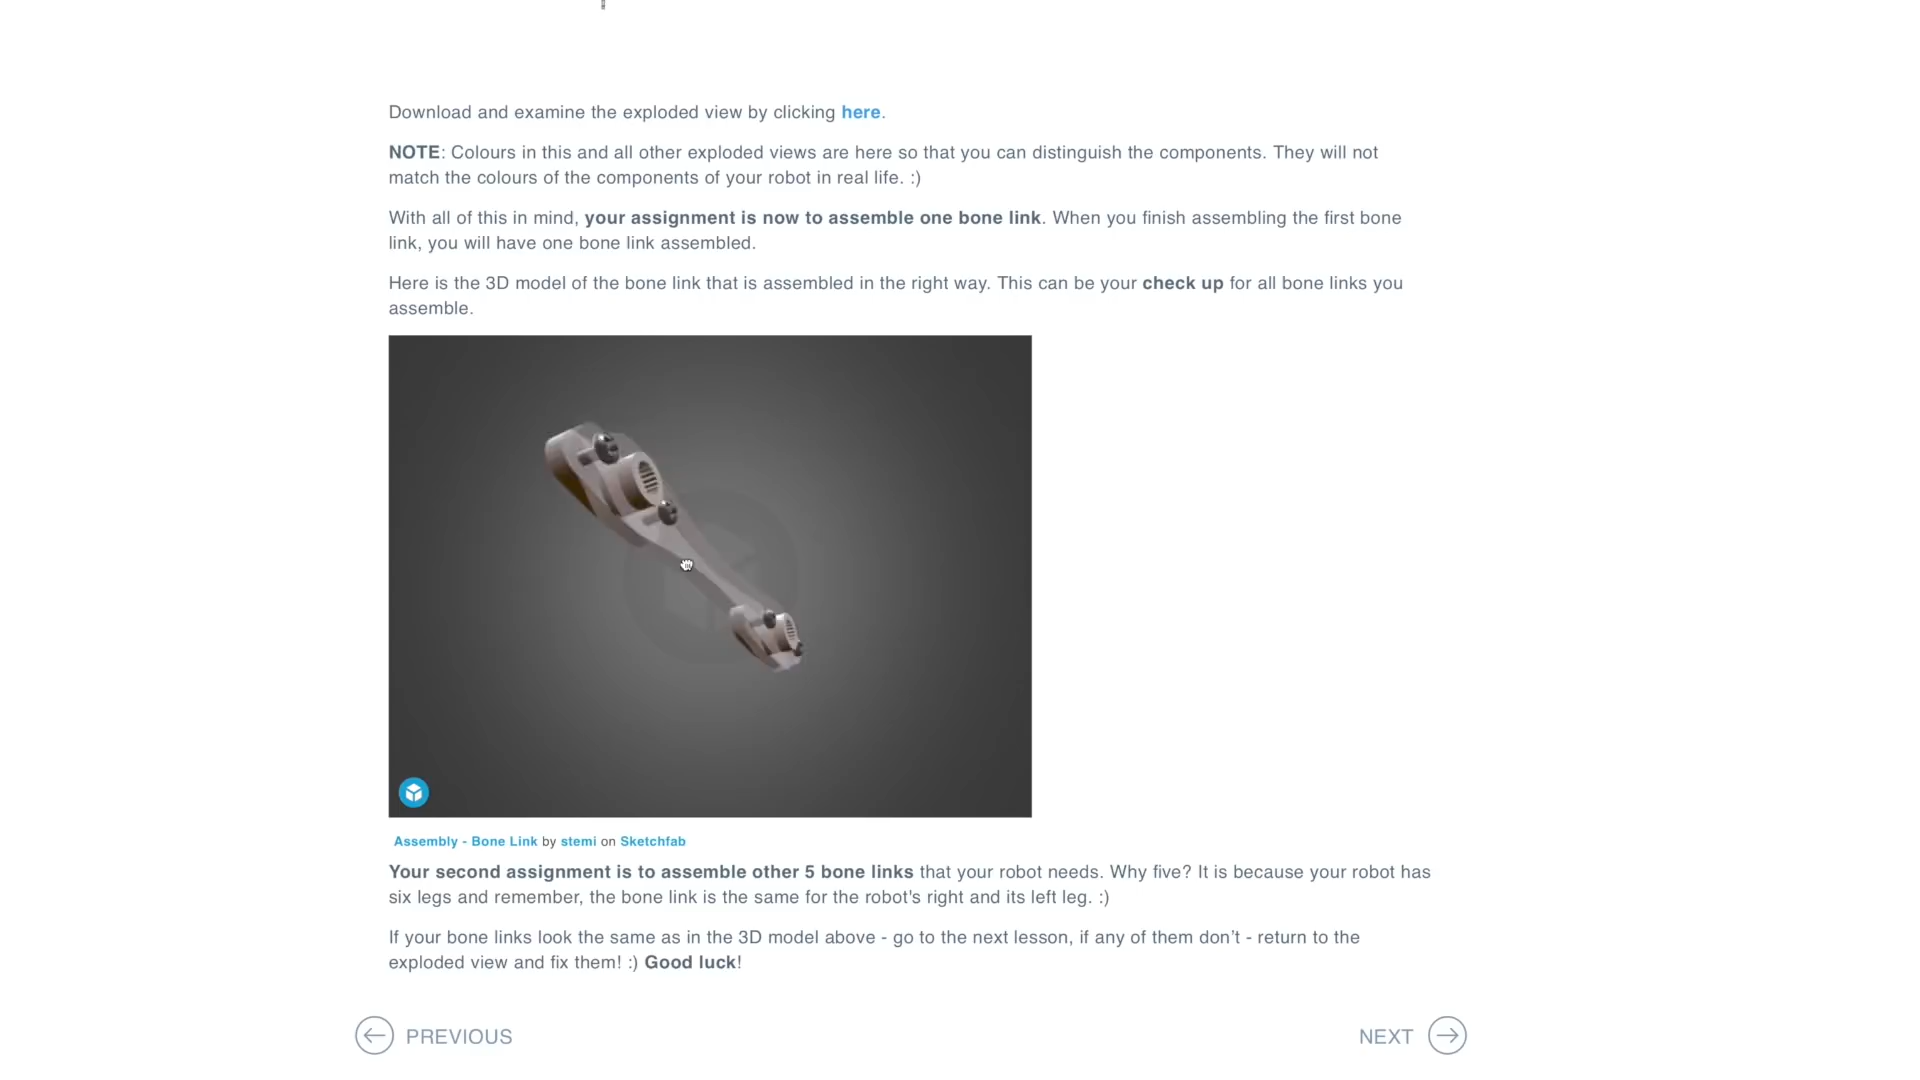 Download and examine the exploded view by clicking here.
NOTE: Colours in this and all other exploded views are here so that you can distinguish the components. They will not
match the colours of the components of your robot in real life. :)
With all of this in mind, your assignment is now to assemble one bone link. When you finish assembling the first bone
link, you will have one bone link assembled.
Here is the 3D model of the bone link that is assembled in the right way. This can be your check up for all bone links you
assemble.
Assembly - Bone Link by stemi on Sketchfab
Your second assignment is to assemble other 5 bone links that your robot needs. Why five? It is because your robot has
six legs and remember, the bone link is the same for the robot's right and its left leg. :)
If your bone links look the same as in the 3D model above - go to the next lesson, if any of them don’t - return to the
exploded view and fix them! :) Good luck!
PREVIOUS
NEXT